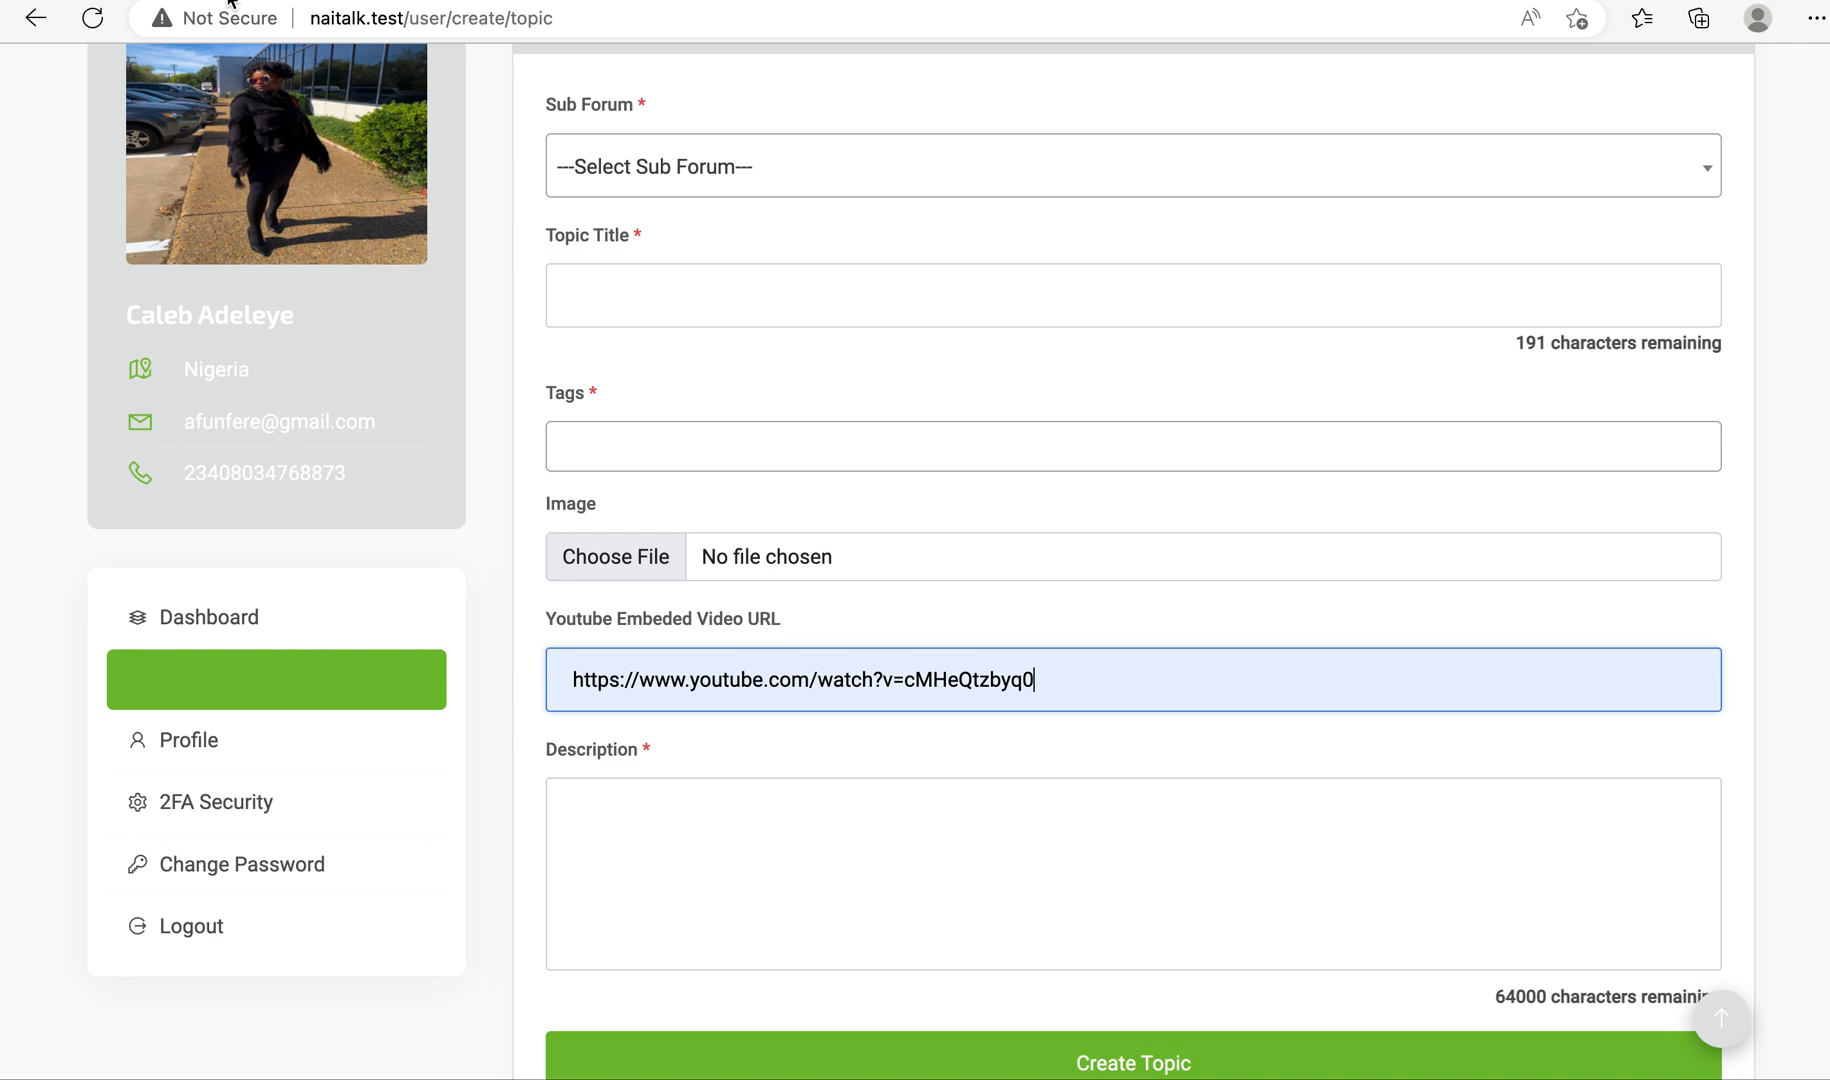 Not Secure
naitalk.test/user/create/topic
Caleb Adeleye
Nigeria
afunfere@gmail.com
23408034768873
Dashboard
Profile
2FA Security
Change Password
Logout
Sub Forum *
---Select Sub Forum---
Topic Title *
191 characters remaining
Tags *
Image
Choose File No file chosen
Youtube Embeded Video URL
https://www.youtube.com/watch?v=cMHeQtzbyq0
Description *
64000 characters
Create Topic